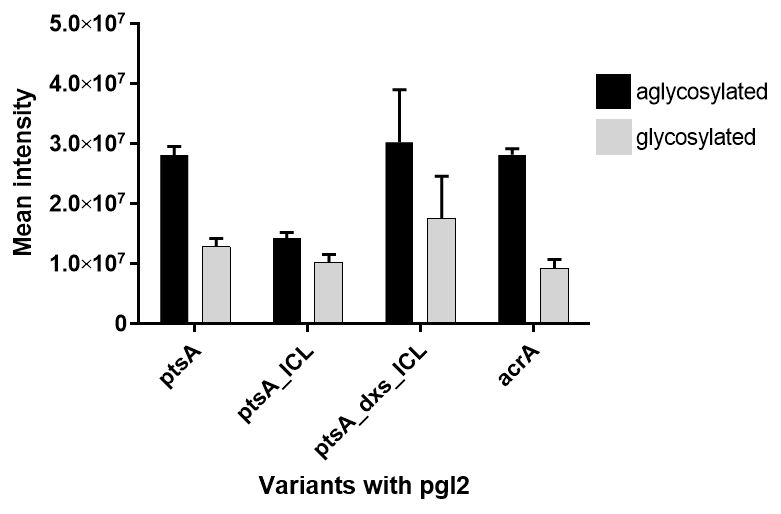 5.0×10⁷
4.0×10⁷
3.0×10⁷
2.0×10⁷
1.0×10⁷
0
Mean intensity
ptsA
ptsA_ICL
ptsA_dxs_ICL
acrA
Variants with pgl2
aglycosylated
glycosylated